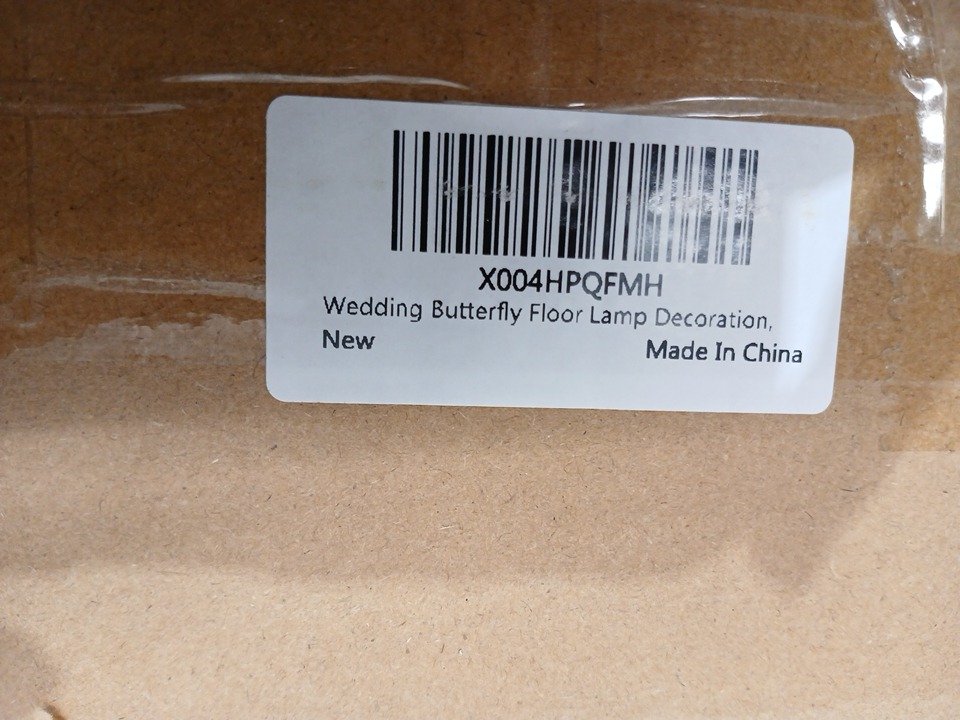 X004HPQFMH
Wedding Butterfly Floor Lamp Decoration,
New
Made In China